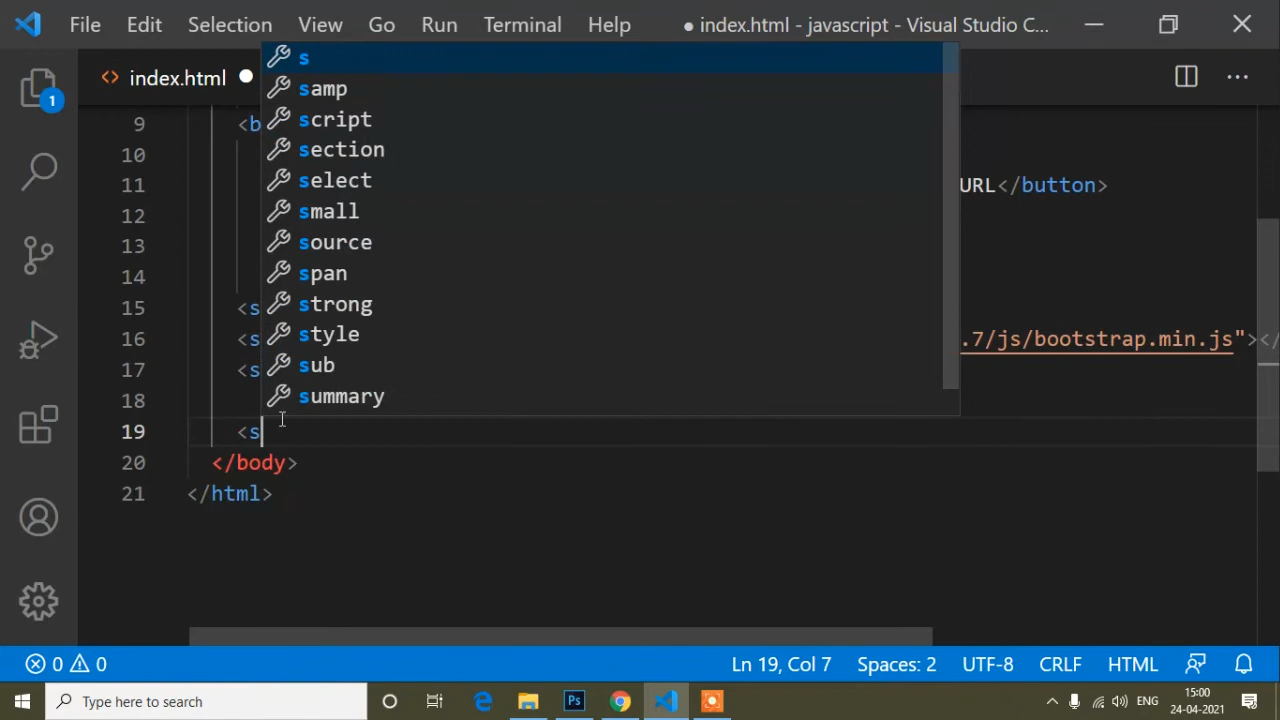 File Edit Selection View Go Run Terminal Help ● index.html - javascript - Visual Studio C...
1
<> index.html
s
samp
script
section
select
small
source
span
strong
style
sub
summary
9 <b
10
11 URL</button>
12
13
14
15 <s
16 <s .7/js/bootstrap.min.js"></
17 <s
18
19 <s
20 </body>
21 </html>
0 0 Ln 19, Col 7 Spaces: 2 UTF-8 CRLF HTML
Type here to search Ps ENG 15:00
24-04-2021